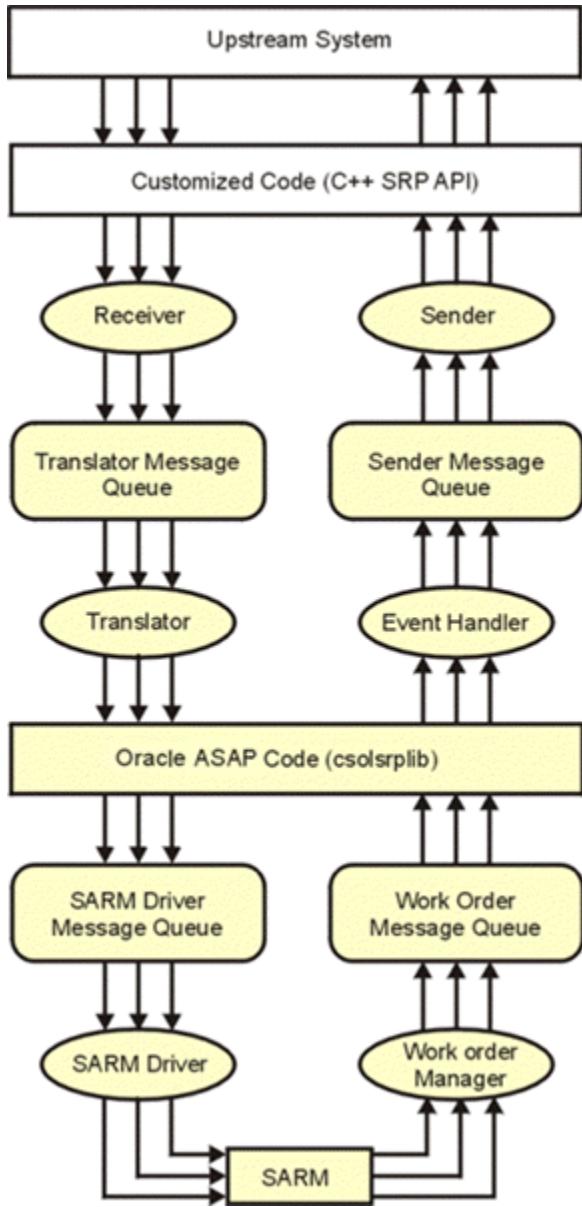 Upstream System
Customized Code (C++ SRP API)
Receiver
Sender
Translator Message
Queue
Sender Message
Queue
Translator
Event Handler
Oracle ASAP Code (csolsrplib)
SARM Driver
Message Queue
Work Order
Message Queue
SARM Driver
Work order
Manager
SARM